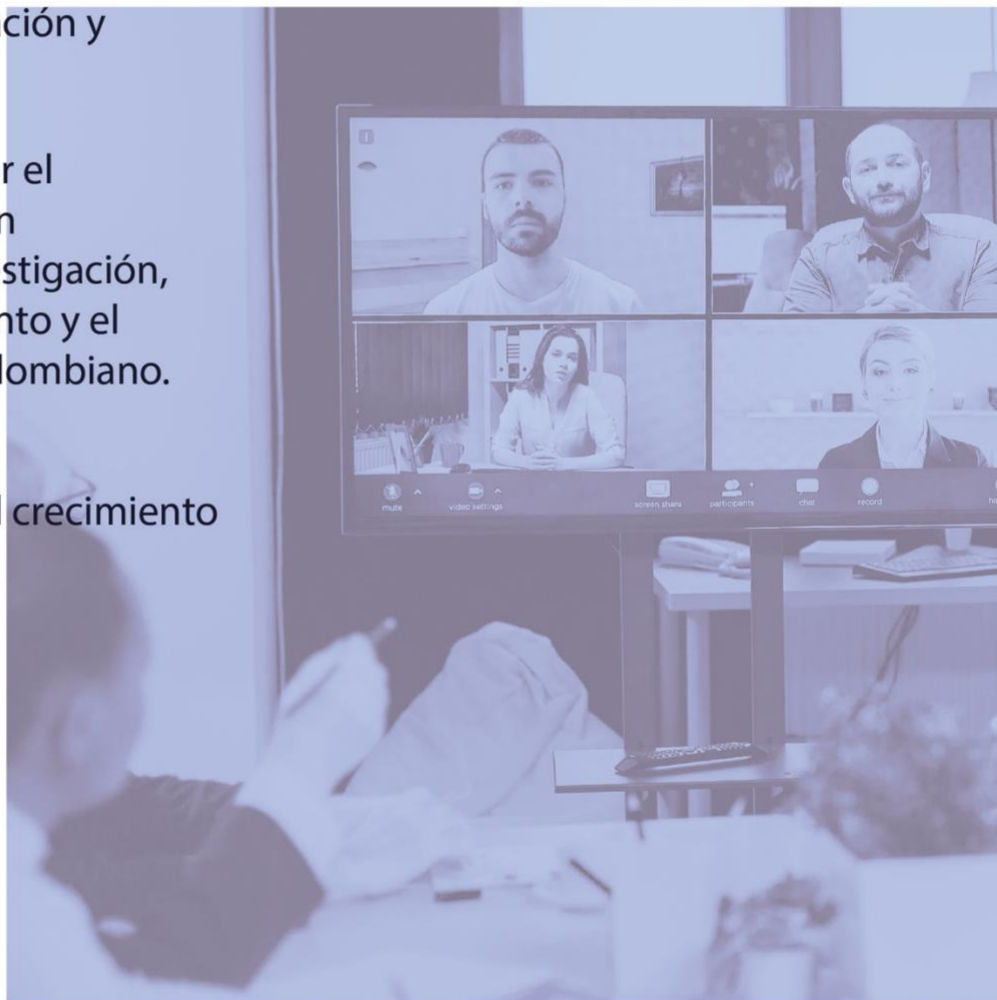 ción y
r el
n
stigación,
nto y el
lombiano.
l crecimiento
mute
video settings
screen share
participants
chat
record